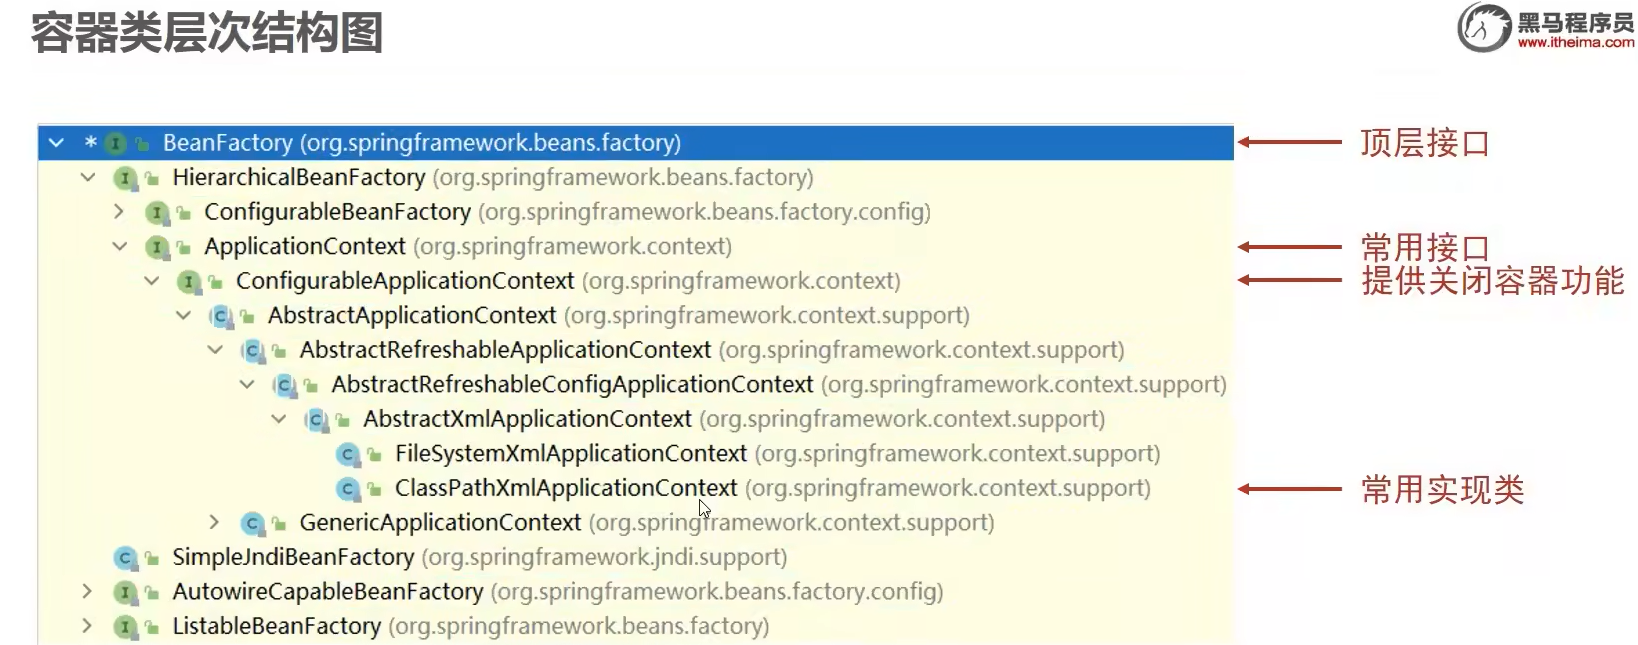 容器类层次结构图
黑马程序员
www.itheima.com
* I BeanFactory (org.springframework.beans.factory)
顶层接口
I HierarchicalBeanFactory (org.springframework.beans.factory)
I ConfigurableBeanFactory (org.springframework.beans.factory.config)
I ApplicationContext (org.springframework.context)
常用接口
I ConfigurableApplicationContext (org.springframework.context)
提供关闭容器功能
C AbstractApplicationContext (org.springframework.context.support)
C AbstractRefreshableApplicationContext (org.springframework.context.support)
C AbstractRefreshableConfigApplicationContext (org.springframework.context.support)
C AbstractXmlApplicationContext (org.springframework.context.support)
C FileSystemXmlApplicationContext (org.springframework.context.support)
C ClassPathXmlApplicationContext (org.springframework.context.support)
常用实现类
C GenericApplicationContext (org.springframework.context.support)
C SimpleJndiBeanFactory (org.springframework.jndi.support)
I AutowireCapableBeanFactory (org.springframework.beans.factory.config)
I ListableBeanFactory (org.springframework.beans.factory)